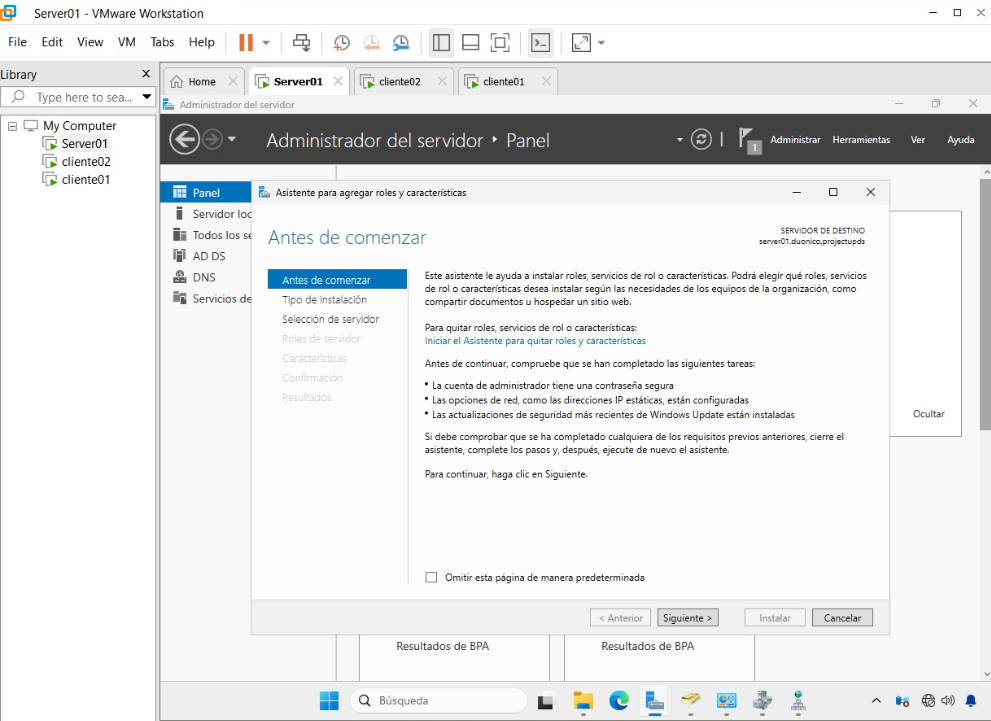 Server01 - VMware Workstation
File Edit View VM Tabs Help
Library
Type here to sea...
My Computer
Server01
cliente02
cliente01
Home
Server01
cliente02
cliente01
Administrador del servidor
Administrador del servidor Panel
1
Administrar Herramientas Ver Ayuda
Panel
Servidor loc
Todos los se
AD DS
DNS
Servicios de
Asistente para agregar roles y características
Antes de comenzar
SERVIDOR DE DESTINO
server01.duonico.projectupds
Antes de comenzar
Tipo de instalación
Selección de servidor
Roles de servidor
Características
Confirmación
Resultados
Este asistente le ayuda a instalar roles, servicios de rol o características. Podrá elegir qué roles, servicios
de rol o características desea instalar según las necesidades de los equipos de la organización, como
compartir documentos u hospedar un sitio web.
Para quitar roles, servicios de rol o características:
Iniciar el Asistente para quitar roles y características
Antes de continuar, compruebe que se han completado las siguientes tareas:
• La cuenta de administrador tiene una contraseña segura
• Las opciones de red, como las direcciones IP estáticas, están configuradas
• Las actualizaciones de seguridad más recientes de Windows Update están instaladas
Si debe comprobar que se ha completado cualquiera de los requisitos previos anteriores, cierre el
asistente, complete los pasos y, después, ejecute de nuevo el asistente.
Para continuar, haga clic en Siguiente.
Omitir esta página de manera predeterminada
< Anterior Siguiente > Instalar Cancelar
Ocultar
Resultados de BPA
Resultados de BPA
Búsqueda